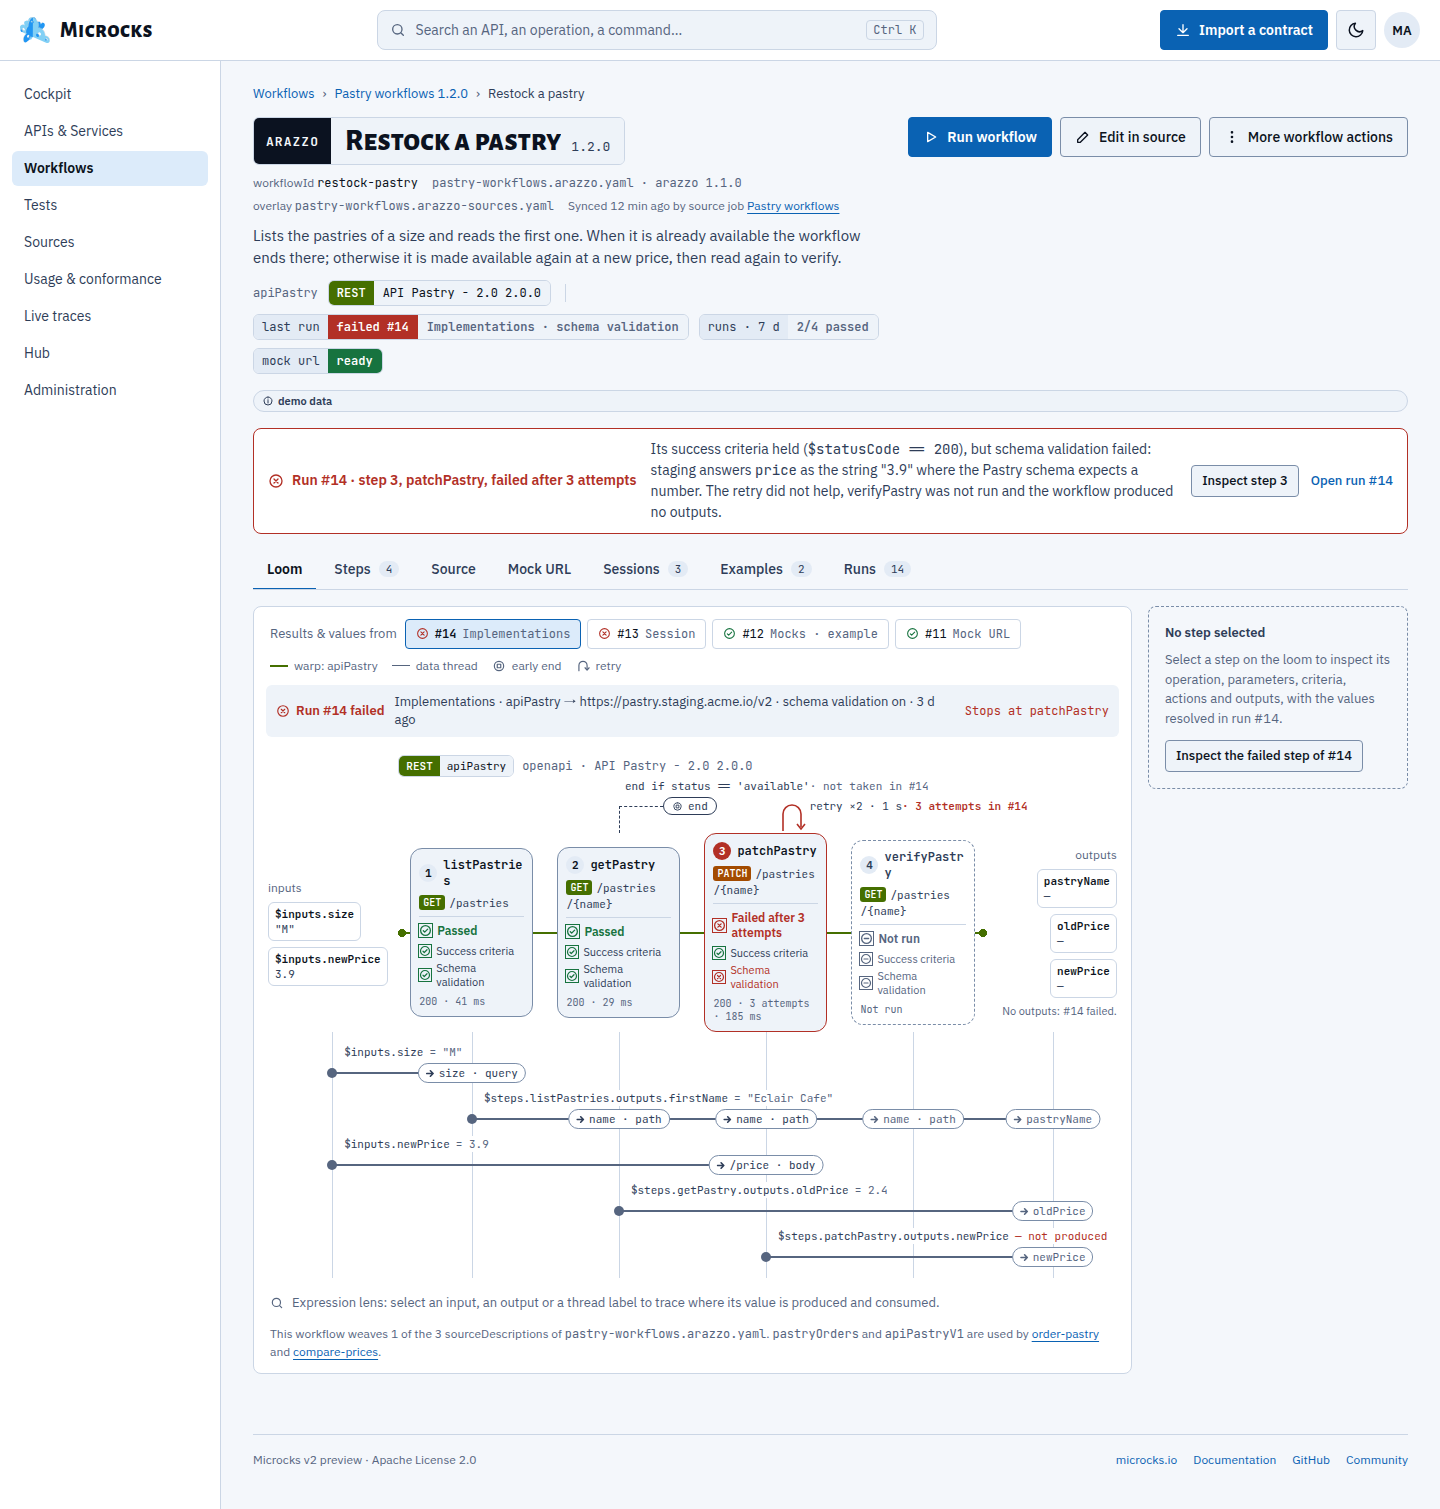 Microcks
Search an API, an operation, a command...
Ctrl K
Import a contract
MA
Cockpit
APIs & Services
Workflows
Tests
Sources
Usage & conformance
Live traces
Hub
Administration
Workflows › Pastry workflows 1.2.0 › Restock a pastry
ARAZZO Restock a pastry 1.2.0
Run workflow
Edit in source
More workflow actions
workflowId restock-pastry pastry-workflows.arazzo.yaml · arazzo 1.1.0
overlay pastry-workflows.arazzo-sources.yaml Synced 12 min ago by source job Pastry workflows
Lists the pastries of a size and reads the first one. When it is already available the workflow
ends there; otherwise it is made available again at a new price, then read again to verify.
apiPastry REST API Pastry - 2.0 2.0.0
last run failed #14 Implementations · schema validation runs · 7 d 2/4 passed
mock url ready
demo data
Run #14 · step 3, patchPastry, failed after 3 attempts
Its success criteria held ($statusCode == 200), but schema validation failed:
staging answers price as the string "3.9" where the Pastry schema expects a
number. The retry did not help, verifyPastry was not run and the workflow produced
no outputs.
Inspect step 3
Open run #14
Loom
Steps 4
Source
Mock URL
Sessions 3
Examples 2
Runs 14
Results & values from
#14 Implementations
#13 Session
#12 Mocks · example
#11 Mock URL
warp: apiPastry data thread early end retry
Run #14 failed
Implementations · apiPastry → https://pastry.staging.acme.io/v2 · schema validation on · 3 d
ago
Stops at patchPastry
REST apiPastry openapi · API Pastry - 2.0 2.0.0
end if status == 'available' · not taken in #14
end
retry ×2 · 1 s · 3 attempts in #14
inputs
$inputs.size
"M"
$inputs.newPrice
3.9
1 listPastrie
s
GET /pastries
Passed
Success criteria
Schema
validation
200 · 41 ms
2 getPastry
GET /pastries
/{name}
Passed
Success criteria
Schema
validation
200 · 29 ms
3 patchPastry
PATCH /pastries
/{name}
Failed after 3
attempts
Success criteria
Schema
validation
200 · 3 attempts
· 185 ms
4 verifyPastr
y
GET /pastries
/{name}
Not run
Success criteria
Schema
validation
Not run
outputs
pastryName
—
oldPrice
—
newPrice
—
No outputs: #14 failed.
$inputs.size = "M"
→ size · query
$steps.listPastries.outputs.firstName = "Eclair Cafe"
→ name · path
→ name · path
→ name · path
→ pastryName
$inputs.newPrice = 3.9
→ /price · body
$steps.getPastry.outputs.oldPrice = 2.4
→ oldPrice
$steps.patchPastry.outputs.newPrice — not produced
→ newPrice
Expression lens: select an input, an output or a thread label to trace where its value is produced and consumed.
This workflow weaves 1 of the 3 sourceDescriptions of pastry-workflows.arazzo.yaml. pastryOrders and apiPastryV1 are used by order-pastry
and compare-prices.
No step selected
Select a step on the loom to inspect its
operation, parameters, criteria,
actions and outputs, with the values
resolved in run #14.
Inspect the failed step of #14
Microcks v2 preview · Apache License 2.0
microcks.io
Documentation
GitHub
Community